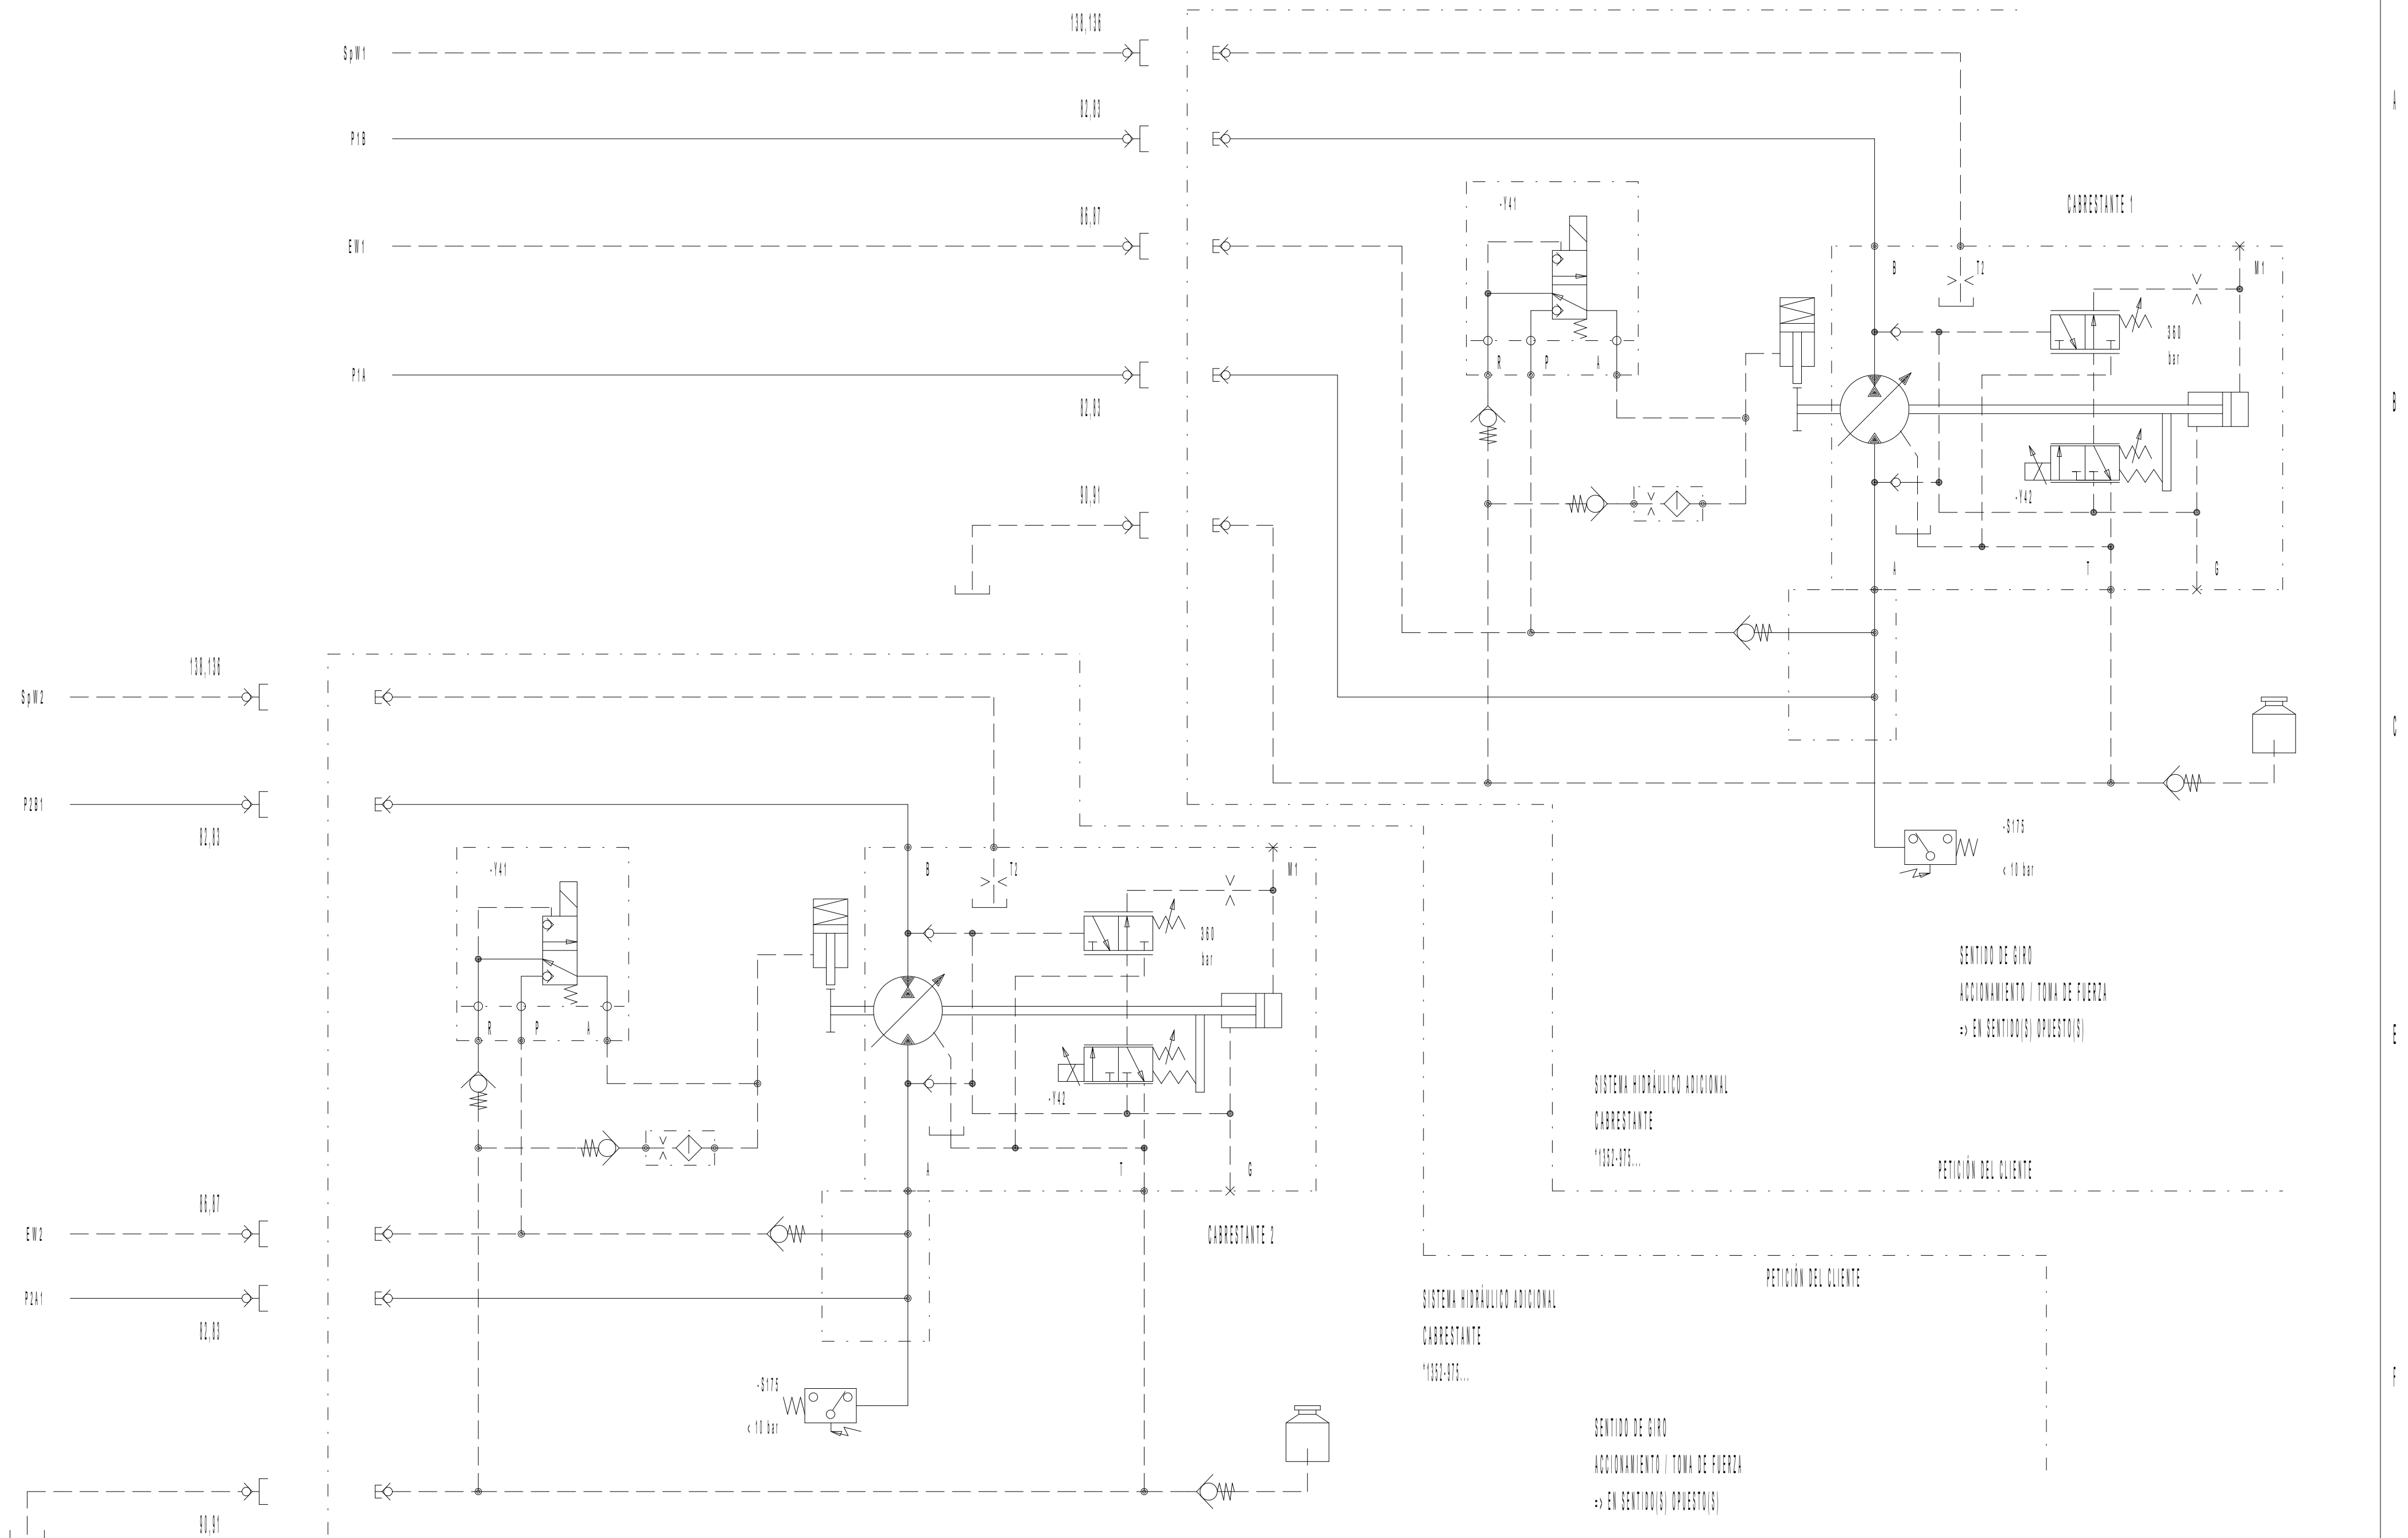 138,136
SpW1
A
82,83
P1B
-Y41
CABRESTANTE 1
86,87
EW1
B
T2
M1
360
bar
R
P
A
P1A
82,83
B
90,91
-Y42
A
T
G
138,136
SpW2
C
P2B1
82,83
-S175
< 10 bar
-Y41
B
T2
M1
360
bar
SENTIDO DE GIRO
ACCIONAMIENTO / TOMA DE FUERZA
=> EN SENTIDO(S) OPUESTO(S)
R
P
A
E
-Y42
SISTEMA HIDRÁULICO ADICIONAL
CABRESTANTE
*1352-975...
PETICIÓN DEL CLIENTE
A
T
G
86,87
EW2
CABRESTANTE 2
PETICIÓN DEL CLIENTE
P2A1
82,83
SISTEMA HIDRÁULICO ADICIONAL
CABRESTANTE
*1352-975...
F
-S175
< 10 bar
SENTIDO DE GIRO
ACCIONAMIENTO / TOMA DE FUERZA
=> EN SENTIDO(S) OPUESTO(S)
90,91